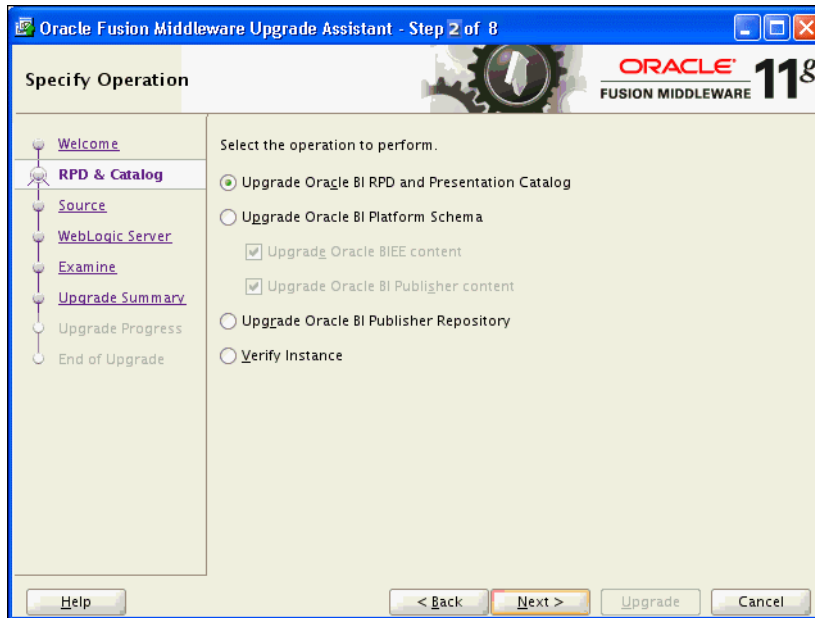 Oracle Fusion Middleware Upgrade Assistant - Step 2 of 8
Specify Operation
ORACLE
FUSION MIDDLEWARE
11g
Welcome
RPD & Catalog
Source
WebLogic Server
Examine
Upgrade Summary
Upgrade Progress
End of Upgrade
Select the operation to perform.
Upgrade Oracle BI RPD and Presentation Catalog
Upgrade Oracle BI Platform Schema
Upgrade Oracle BIEE content
Upgrade Oracle BI Publisher content
Upgrade Oracle BI Publisher Repository
Verify Instance
Help
< Back
Next >
Upgrade
Cancel